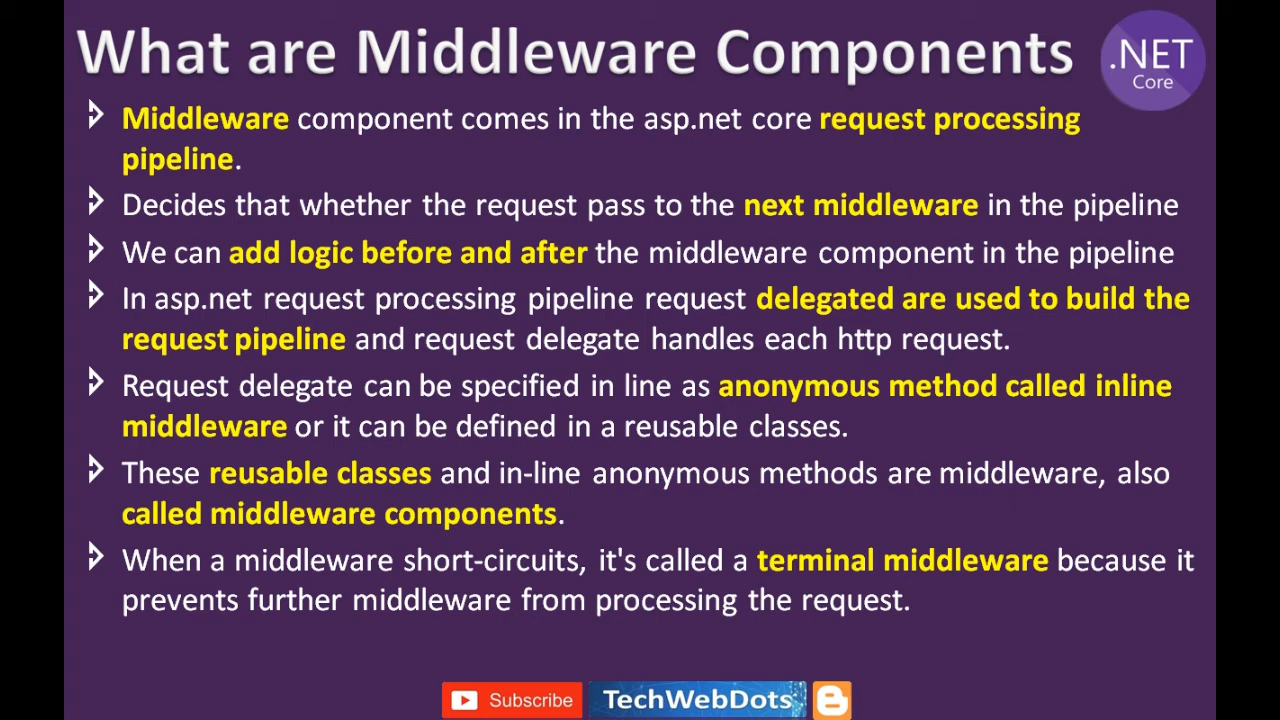 What are Middleware Components
.NET
Core
Middleware component comes in the asp.net core request processing
pipeline.
Decides that whether the request pass to the next middleware in the pipeline
We can add logic before and after the middleware component in the pipeline
In asp.net request processing pipeline request delegated are used to build the
request pipeline and request delegate handles each http request.
Request delegate can be specified in line as anonymous method called inline
middleware or it can be defined in a reusable classes.
These reusable classes and in-line anonymous methods are middleware, also
called middleware components.
When a middleware short-circuits, it's called a terminal middleware because it
prevents further middleware from processing the request.
Subscribe TechWebDots